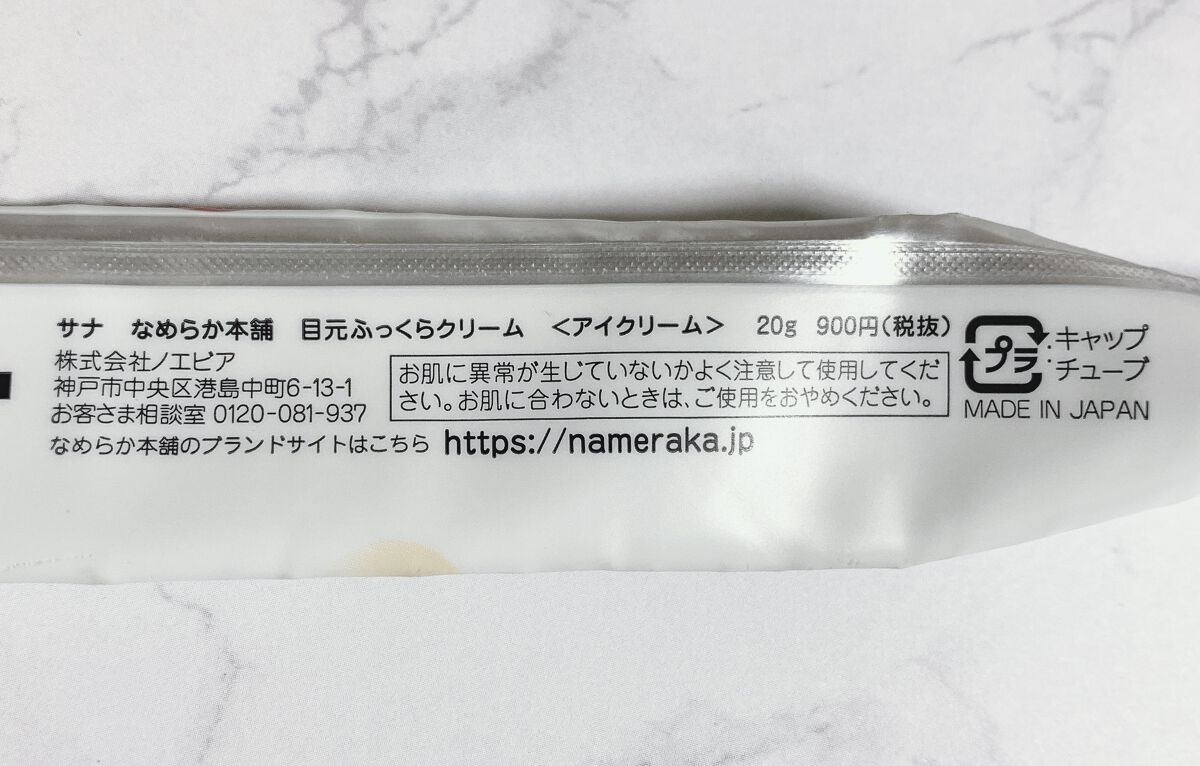 サナ なめらか本舗 目元ふっくらクリーム <アイクリーム> 20g 900円(税抜)
株式会社ノエビア
神戸市中央区港島中町6-13-1
お客さま相談室 0120-081-937
お肌に異常が生じていないかよく注意して使用してくだ
さい。お肌に合わないときは、ご使用をおやめください。
なめらか本舗のブランドサイトはこちら https://nameraka.jp
プラ
:キャップ
:チューブ
MADE IN JAPAN